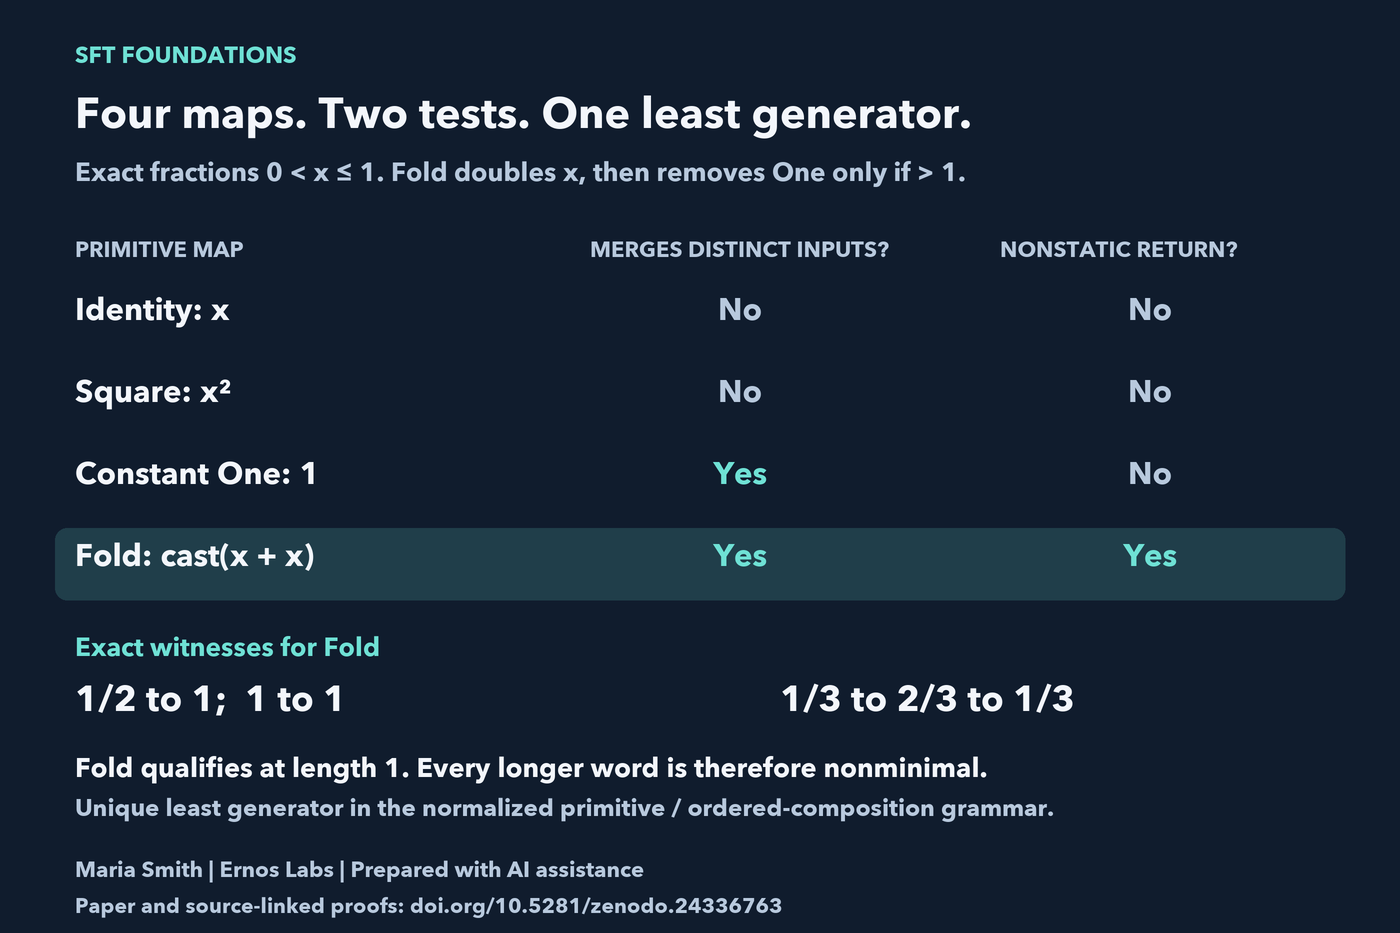 SFT FOUNDATIONS
Four maps. Two tests. One least generator.
Exact fractions 0 < x ≤ 1. Fold doubles x, then removes One only if > 1.
PRIMITIVE MAP MERGES DISTINCT INPUTS? NONSTATIC RETURN?
Identity: x No No
Square: x² No No
Constant One: 1 Yes No
Fold: cast(x + x) Yes Yes
Exact witnesses for Fold
1/2 to 1; 1 to 1 1/3 to 2/3 to 1/3
Fold qualifies at length 1. Every longer word is therefore nonminimal.
Unique least generator in the normalized primitive / ordered-composition grammar.
Maria Smith | Ernos Labs | Prepared with AI assistance
Paper and source-linked proofs: doi.org/10.5281/zenodo.24336763